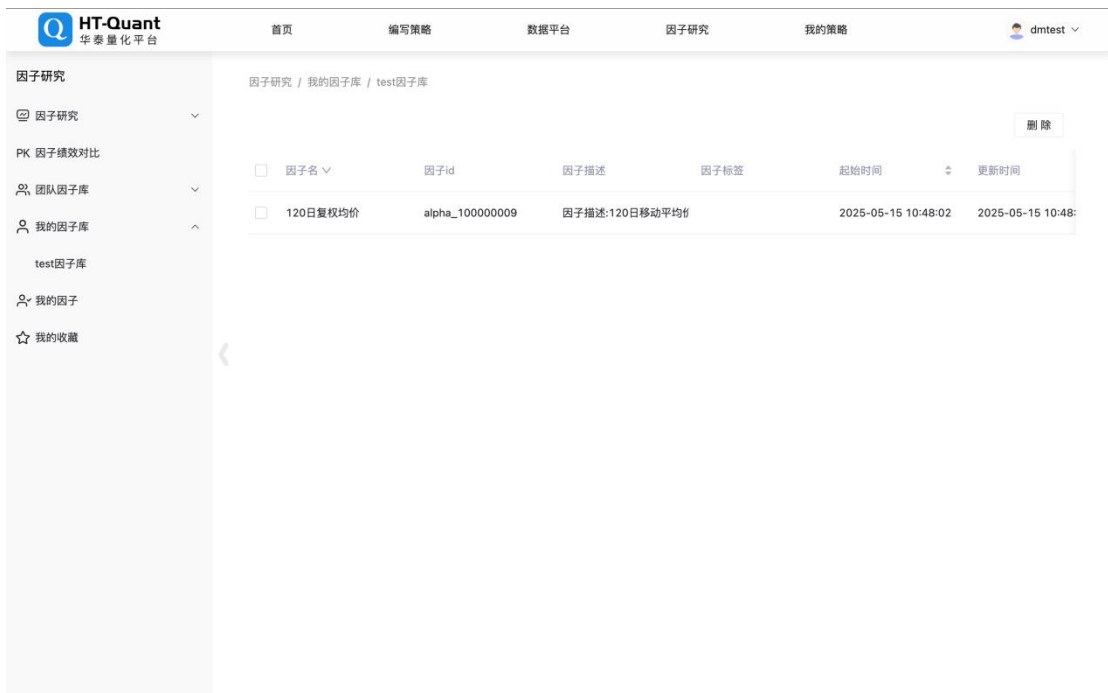 HT-Quant
华泰量化平台
首页 编写策略 数据平台 因子研究 我的策略 dmtest
因子研究
因子研究
PK 因子绩效对比
团队因子库
我的因子库
test因子库
我的因子
我的收藏
因子研究 / 我的因子库 / test因子库
删 除
因子名 因子id 因子描述 因子标签 起始时间 更新时间
120日复权均价 alpha_100000009 因子描述:120日移动平均 2025-05-15 10:48:02 2025-05-15 10:48: